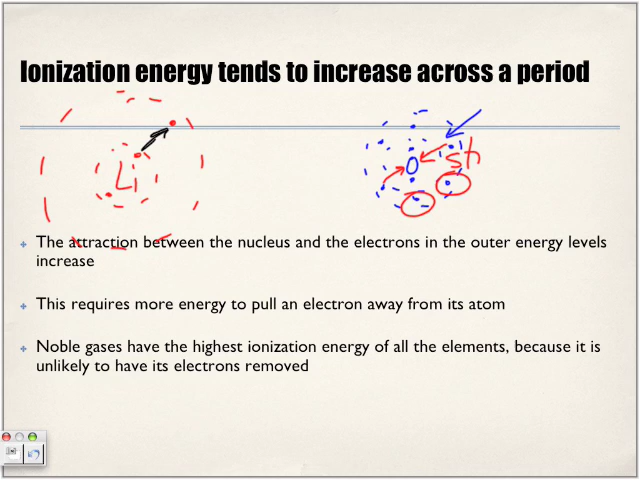 Ionization energy tends to increase across a period
Li
O
sh
The attraction between the nucleus and the electrons in the outer energy levels
increase
This requires more energy to pull an electron away from its atom
Noble gases have the highest ionization energy of all the elements, because it is
unlikely to have its electrons removed